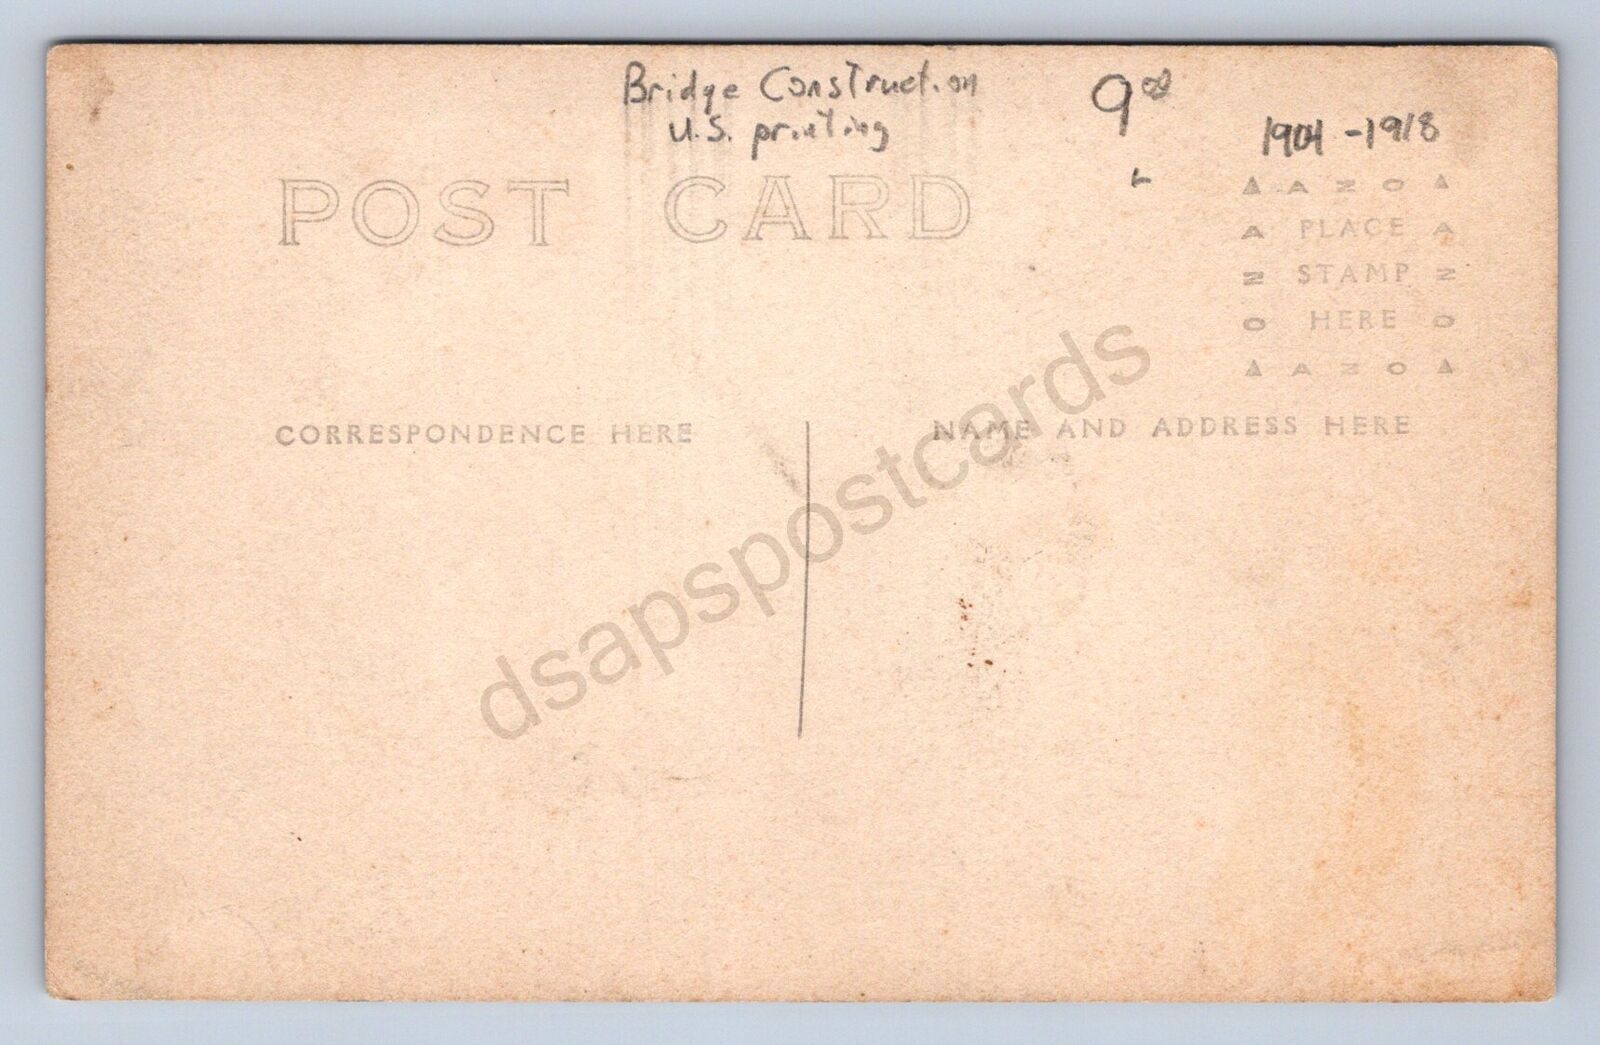 Bridge Construction
U.S. printing
9 00
1904 - 1918
POST CARD
AZO
A PLACE A
Z STAMP Z
O HERE O
AZO
CORRESPONDENCE HERE
NAME AND ADDRESS HERE
dsapspostcards